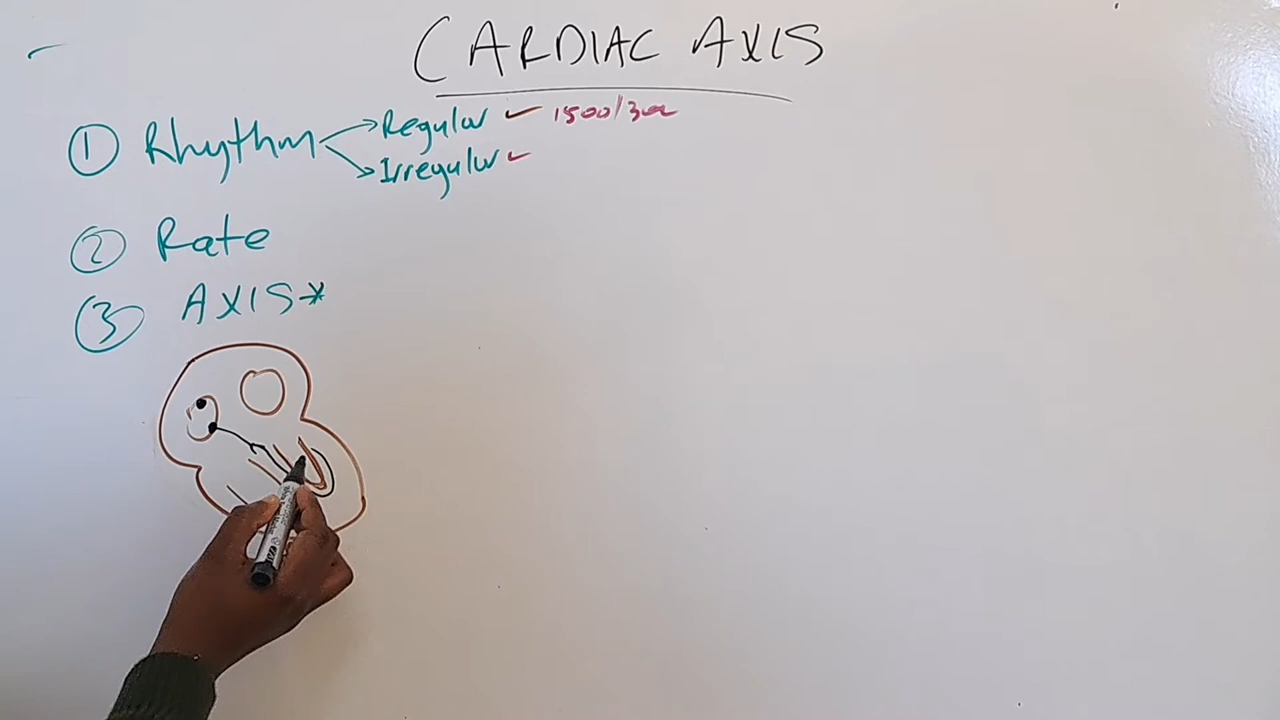 CARDIAC AXIS
① Rhythm
Regular ✓ 1500/300
Irregular ✓
② Rate
③ AXIS*